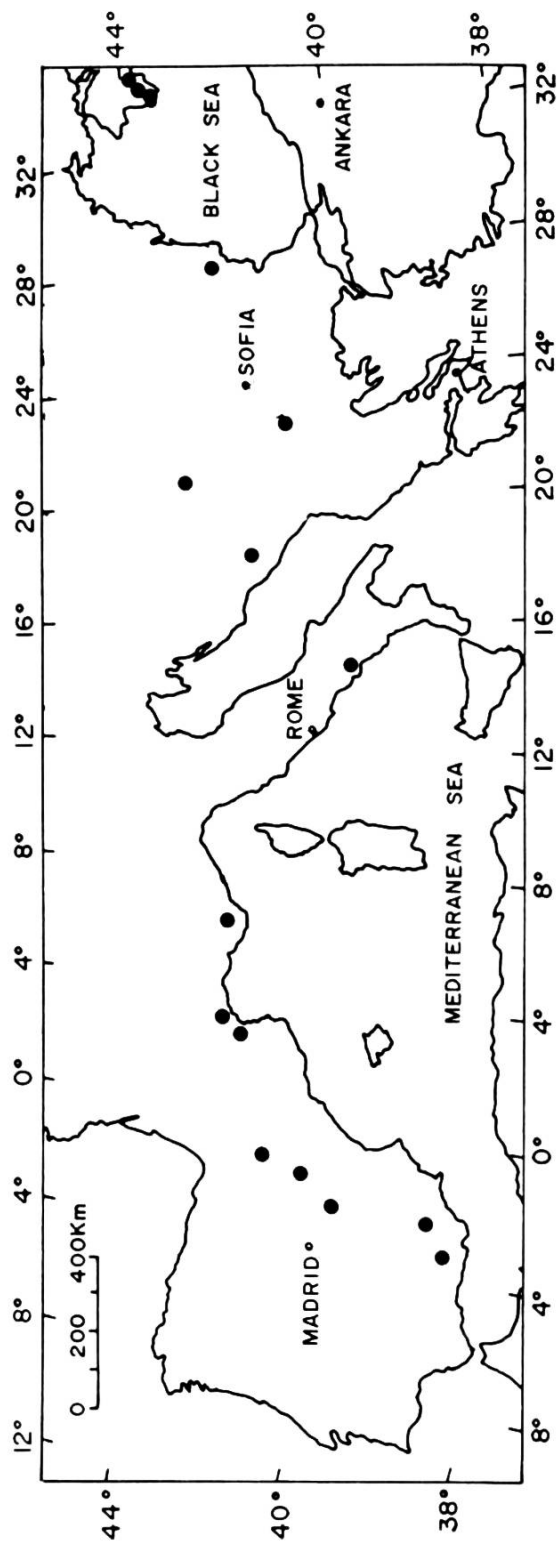 12° 8° 4° 0° 4° 8° 12° 16° 20° 24° 28° 32°
44° 44°
0 200 400Km
BLACK SEA
SOFIA
MADRID
ROME
40° 40°
ANKARA
MEDITERRANEAN SEA
ATHENS
38° 38°
8° 4° 0° 4° 8° 12° 16° 20° 24° 28° 32°